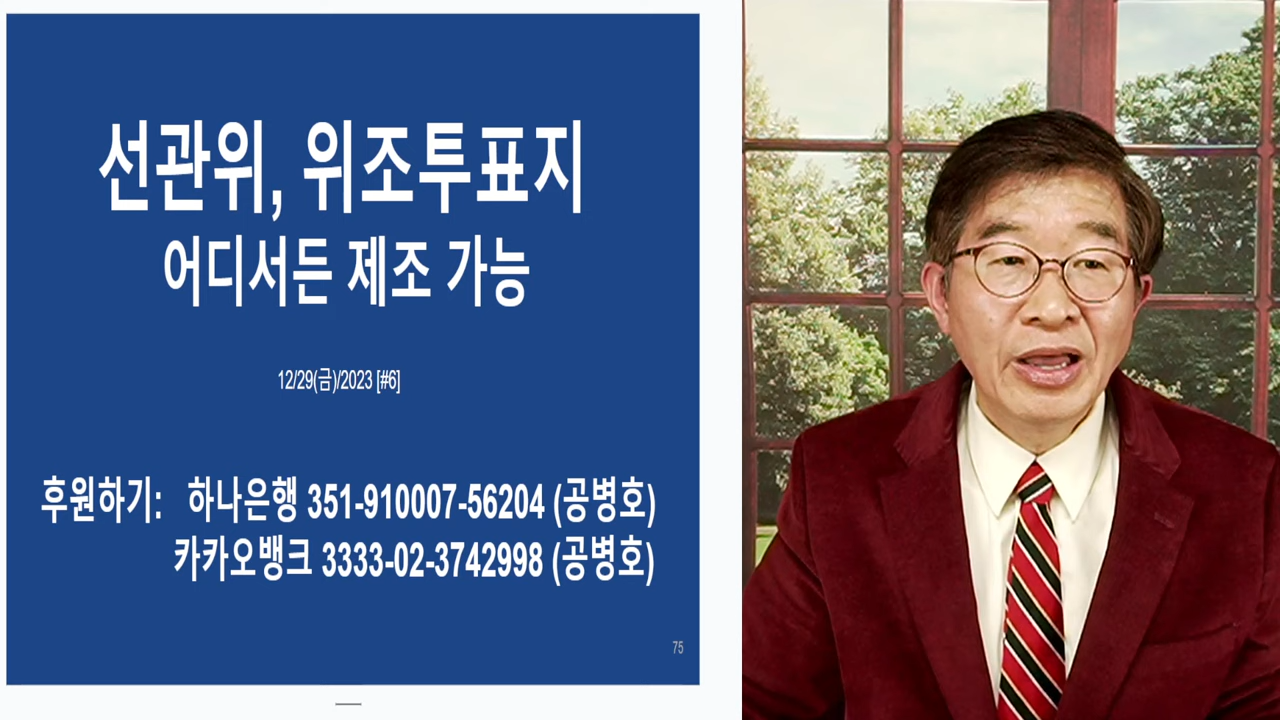 선관위, 위조투표지
어디서든 제조 가능
12/29(금)/2023 [#6]
후원하기: 하나은행 351-910007-56204 (공병호)
카카오뱅크 3333-02-3742998 (공병호)
75